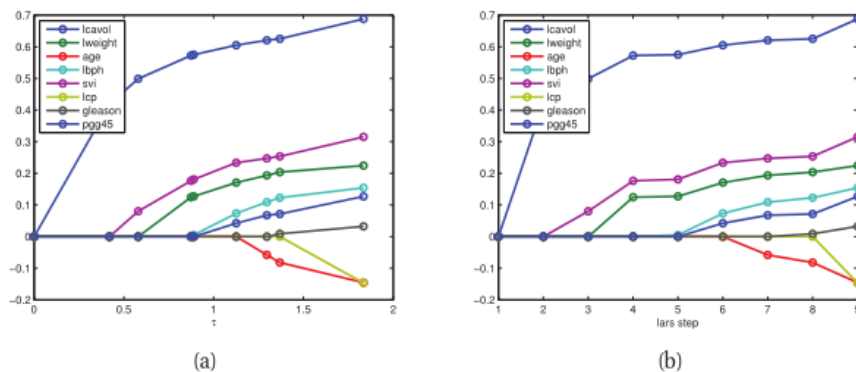 0.7
0.6
0.5
0.4
0.3
0.2
0.1
0
−0.1
−0.2
lcavol
lweight
age
lbph
svi
lcp
gleason
pgg45
0 0.5 1 1.5 2
τ
(a)
0.7
0.6
0.5
0.4
0.3
0.2
0.1
0
−0.1
−0.2
lcavol
lweight
age
lbph
svi
lcp
gleason
pgg45
1 2 3 4 5 6 7 8 9
lars step
(b)